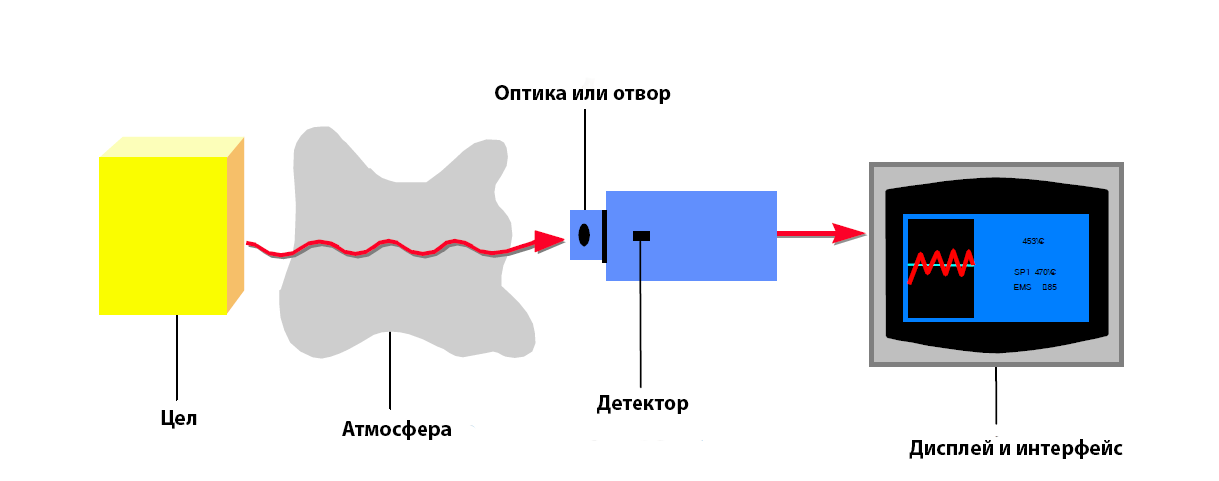 Оптика или отвор
453\°C
SP1 470\°C
EMS 0.85
Детектор
Цел
Атмосфера
Дисплей и интерфейс